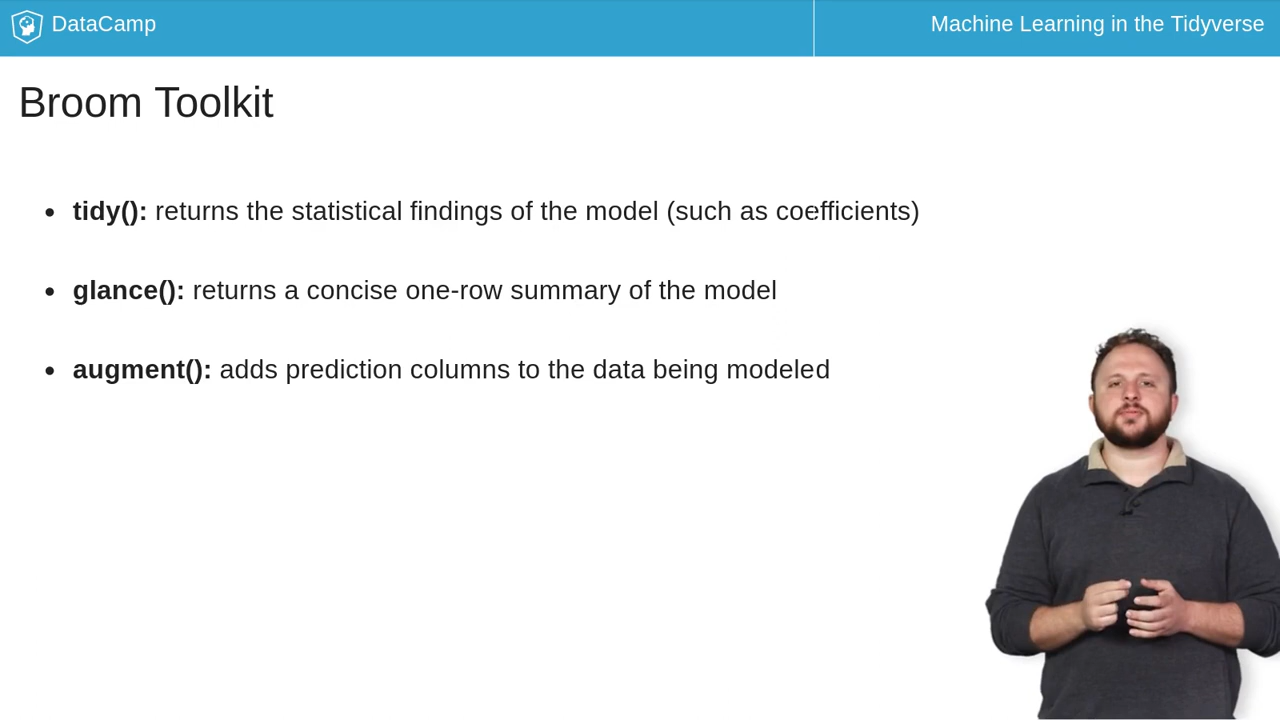 DataCamp
Machine Learning in the Tidyverse
Broom Toolkit
• tidy(): returns the statistical findings of the model (such as coefficients)
• glance(): returns a concise one-row summary of the model
• augment(): adds prediction columns to the data being modeled